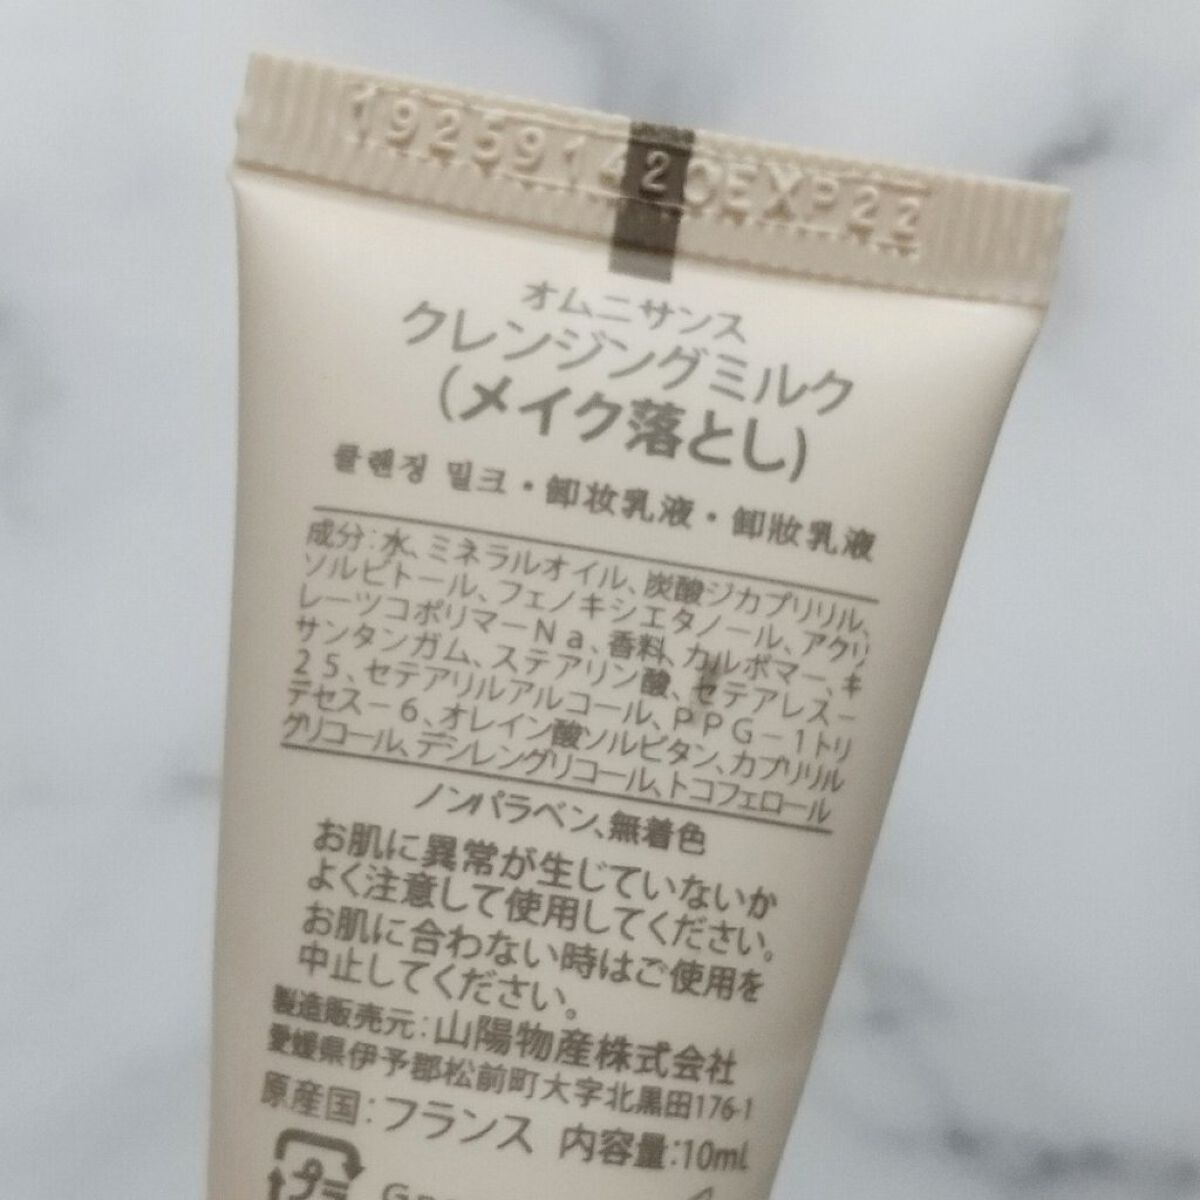 192591420EXP22
オムニサンス
クレンジングミルク
(メイク落とし)
클렌징 밀크・卸妆乳液・卸妝乳液
成分:水、ミネラルオイル、炭酸ジカプリリル、
ソルビトール、フェノキシエタノール、アクリ
レーツコポリマーNa、香料、カルボマー、キ
サンタンガム、ステアリン酸、セテアレスー
25、セテアリルアルコール、PPG－1トリ
デセスー6、オレイン酸ソルビタン、カプリリル
グリコール、デシレングリコール、トコフェロール
ノンパラベン、無着色
お肌に異常が生じていないか
よく注意して使用してください。
お肌に合わない時はご使用を
中止してください。
製造販売元:山陽物産株式会社
愛媛県伊予郡松前町大字北黒田176-1
原産国:フランス 内容量:10mL
プラ